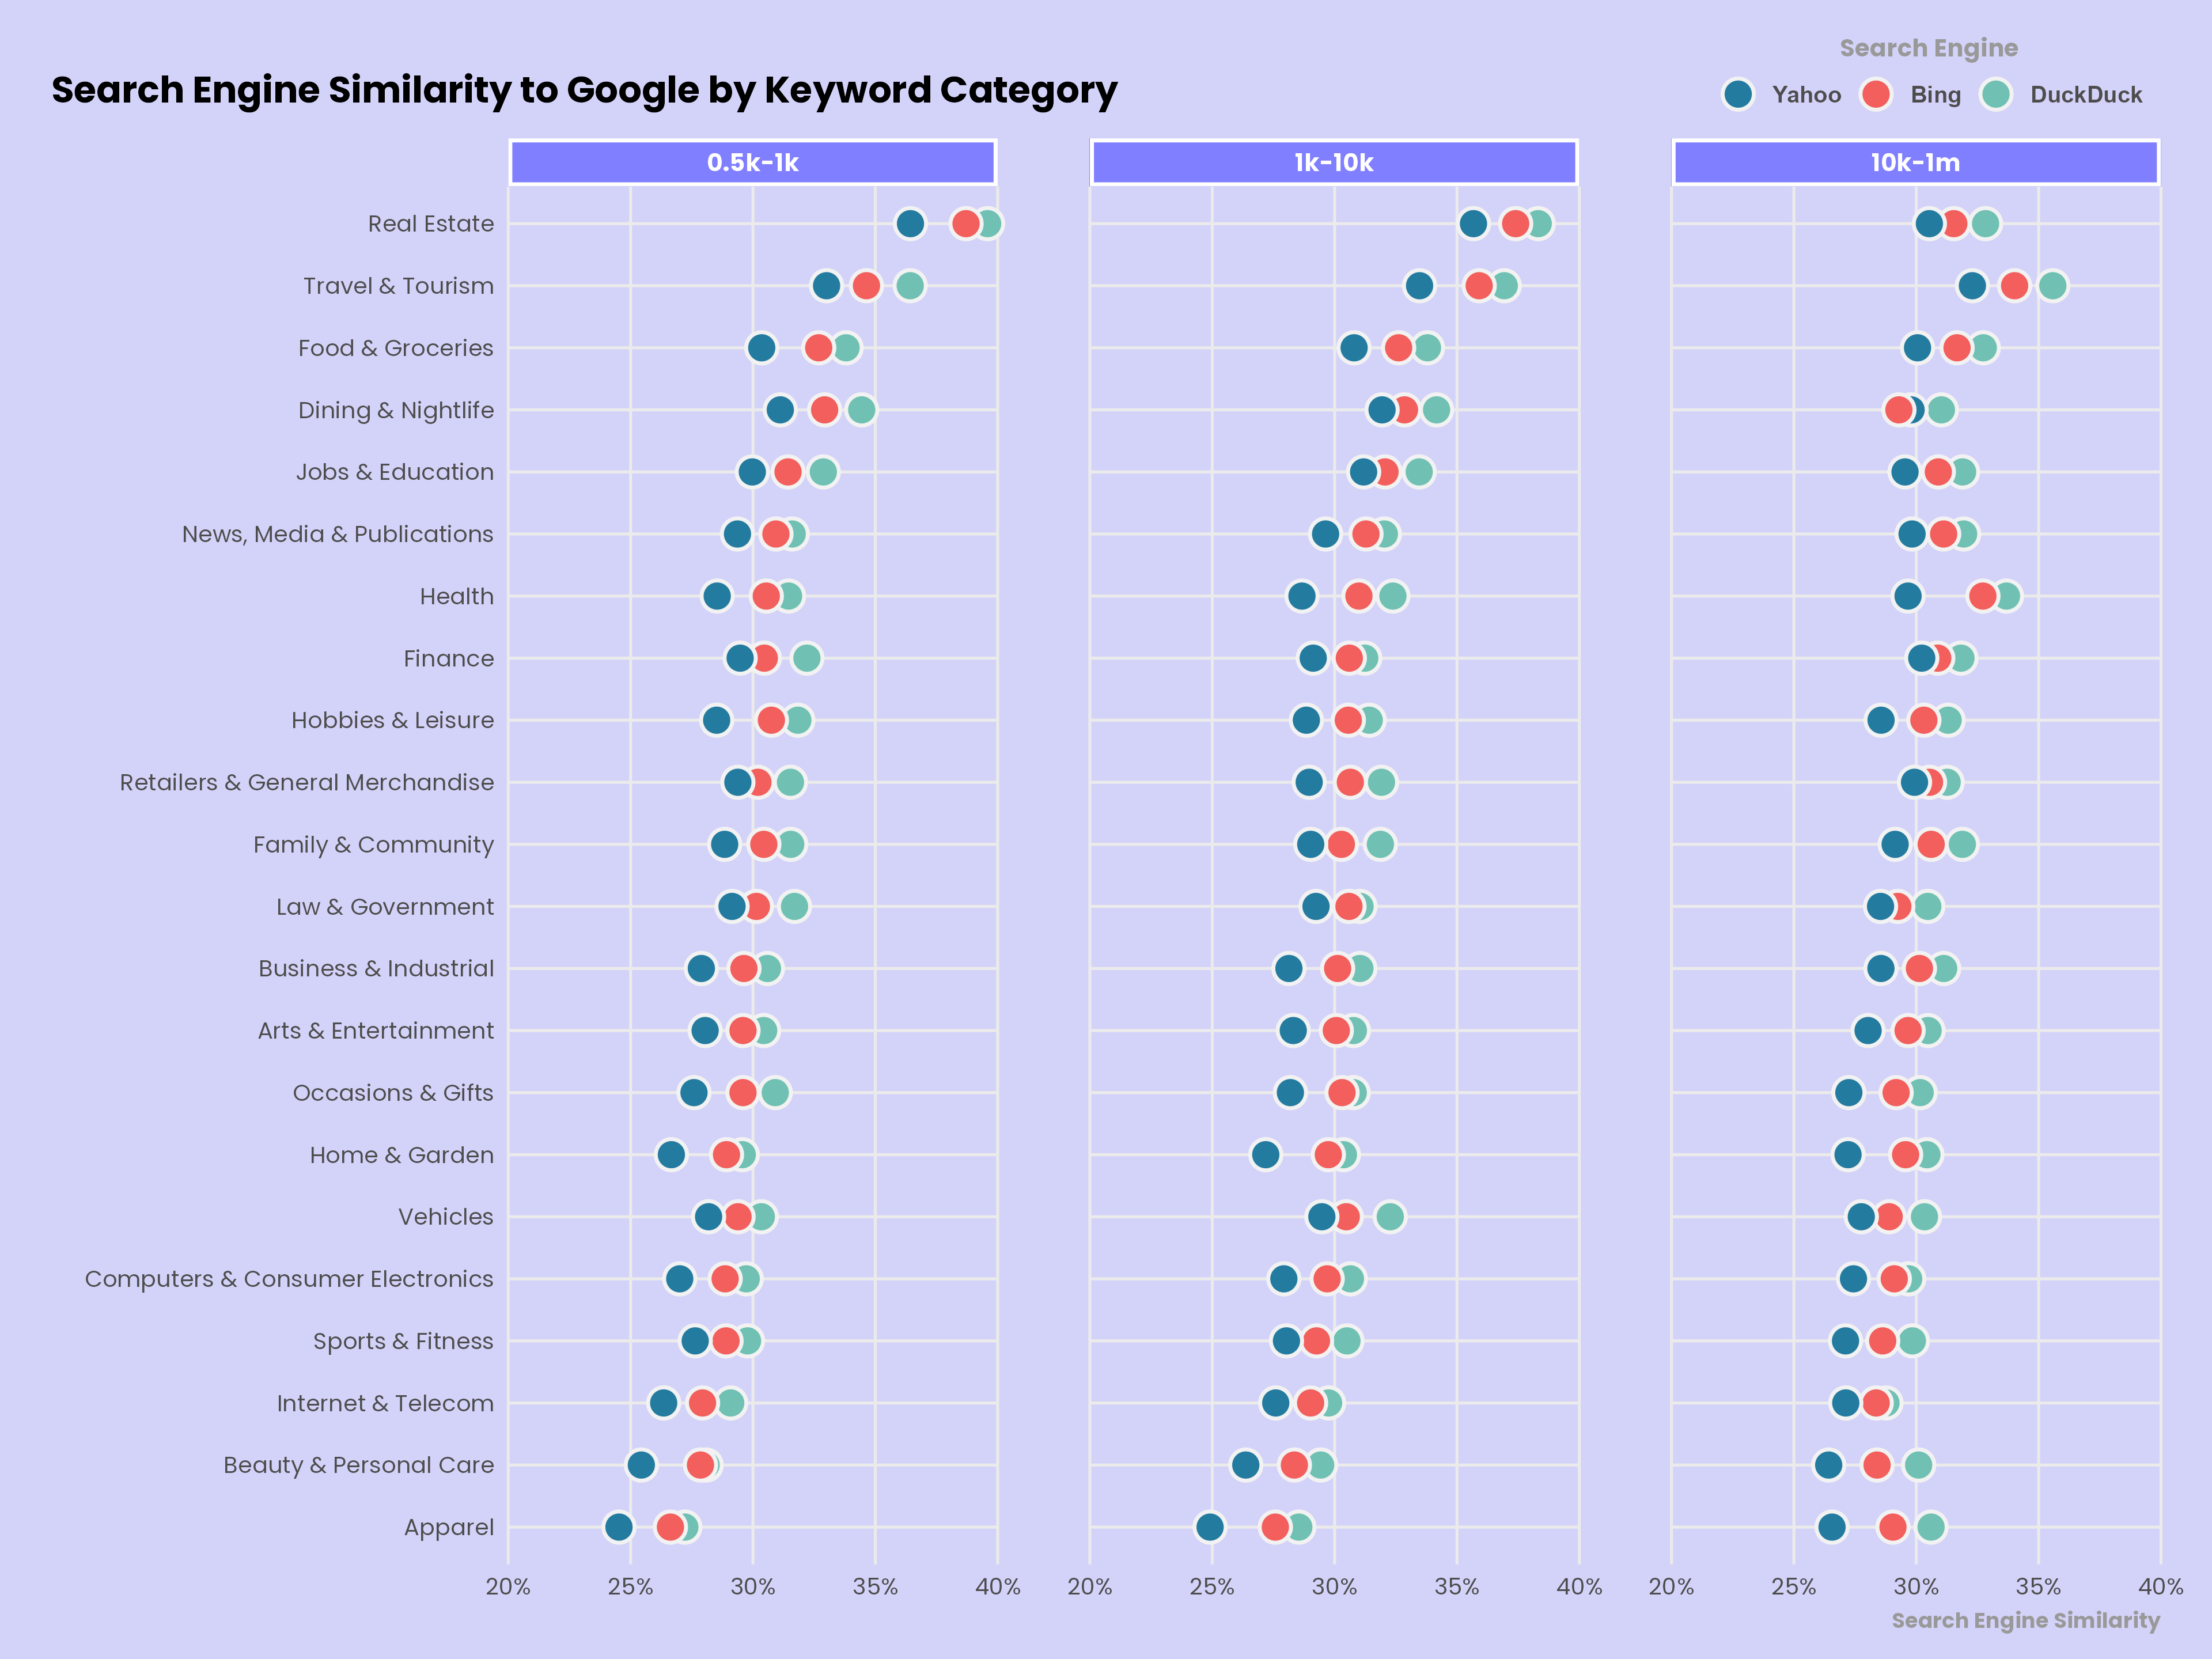 Search Engine
Search Engine Similarity to Google by Keyword Category
Yahoo Bing DuckDuck
0.5k-1k 1k-10k 10k-1m
Real Estate
Travel & Tourism
Food & Groceries
Dining & Nightlife
Jobs & Education
News, Media & Publications
Health
Finance
Hobbies & Leisure
Retailers & General Merchandise
Family & Community
Law & Government
Business & Industrial
Arts & Entertainment
Occasions & Gifts
Home & Garden
Vehicles
Computers & Consumer Electronics
Sports & Fitness
Internet & Telecom
Beauty & Personal Care
Apparel
20% 25% 30% 35% 40% 20% 25% 30% 35% 40% 20% 25% 30% 35% 40%
Search Engine Similarity